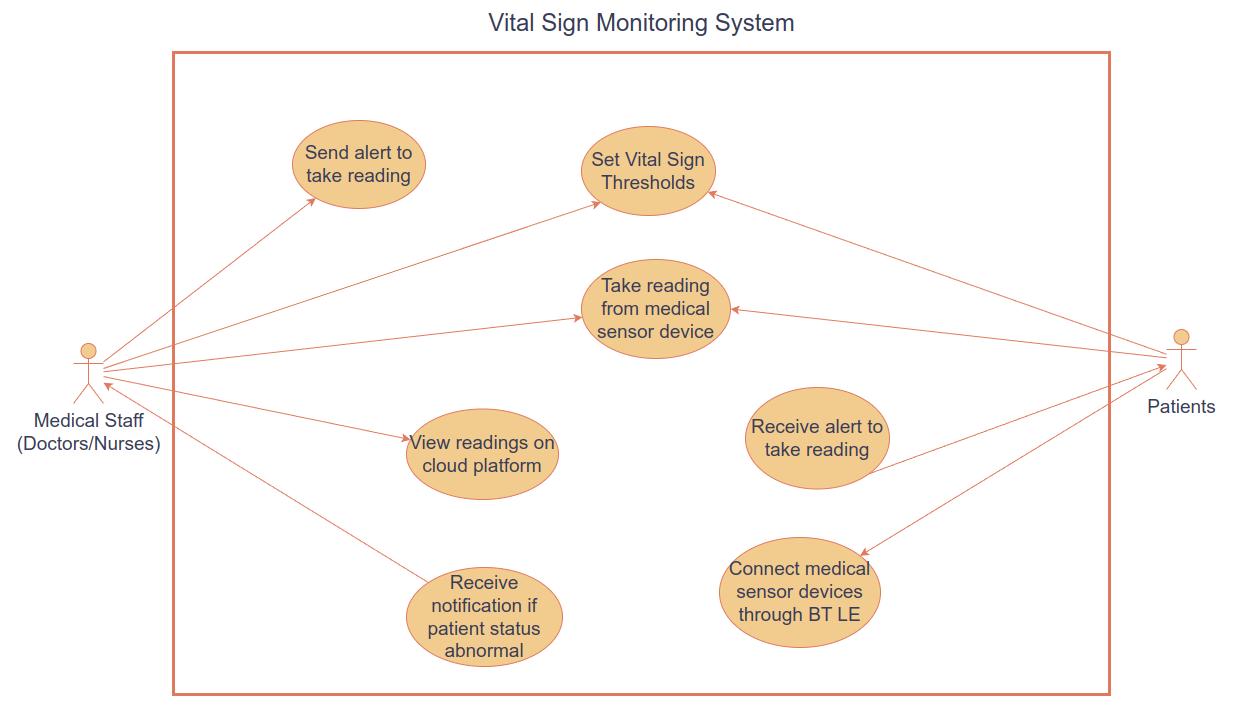 Vital Sign Monitoring System
Send alert to
take reading
Set Vital Sign
Thresholds
Take reading
from medical
sensor device
Medical Staff
(Doctors/Nurses)
Patients
View readings on
cloud platform
Receive alert to
take reading
Receive
notification if
patient status
abnormal
Connect medical
sensor devices
through BT LE